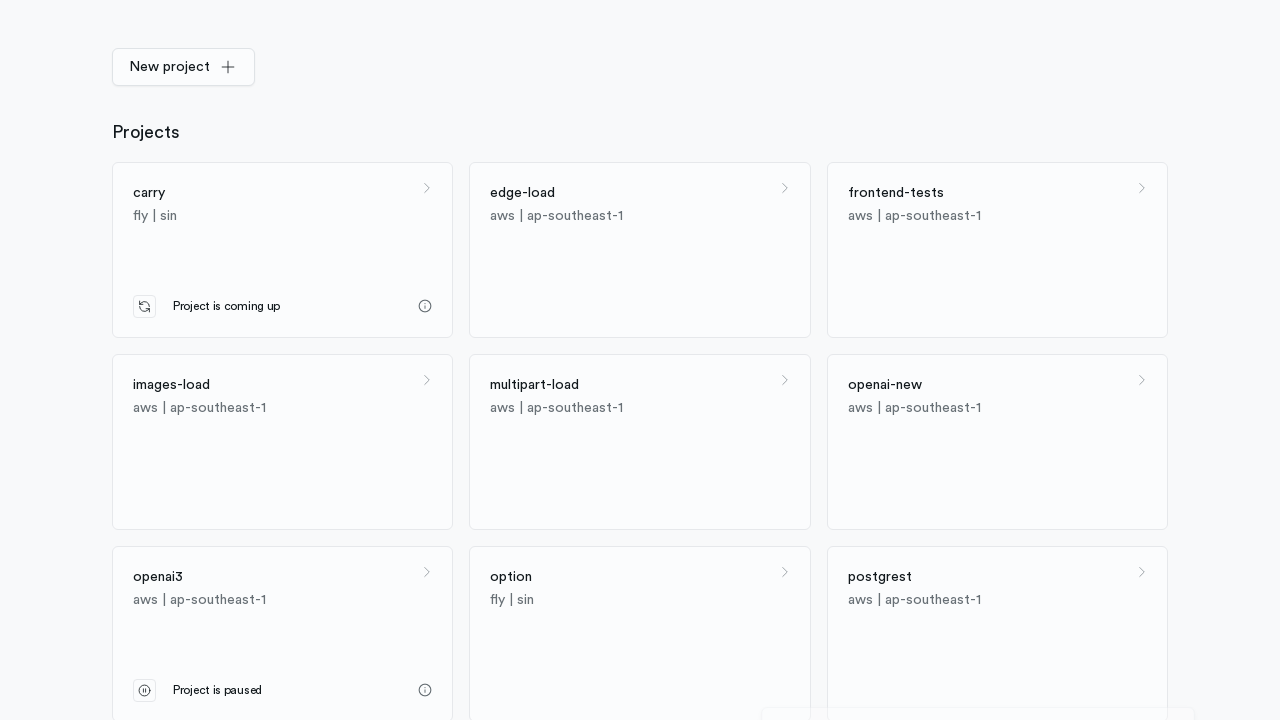 New project
Projects
carry
fly | sin
Project is coming up
edge-load
aws | ap-southeast-1
frontend-tests
aws | ap-southeast-1
images-load
aws | ap-southeast-1
multipart-load
aws | ap-southeast-1
openai-new
aws | ap-southeast-1
openai3
aws | ap-southeast-1
Project is paused
option
fly | sin
postgrest
aws | ap-southeast-1